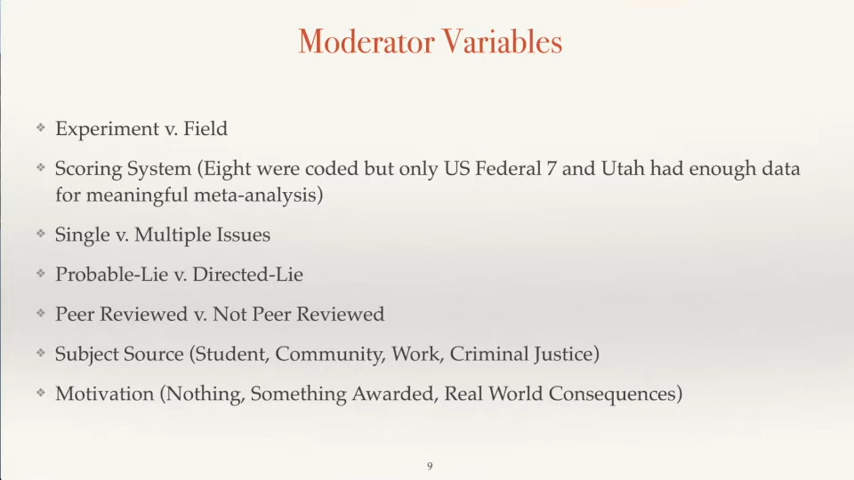 Moderator Variables
Experiment v. Field
Scoring System (Eight were coded but only US Federal 7 and Utah had enough data
for meaningful meta-analysis)
Single v. Multiple Issues
Probable-Lie v. Directed-Lie
Peer Reviewed v. Not Peer Reviewed
Subject Source (Student, Community, Work, Criminal Justice)
Motivation (Nothing, Something Awarded, Real World Consequences)
9